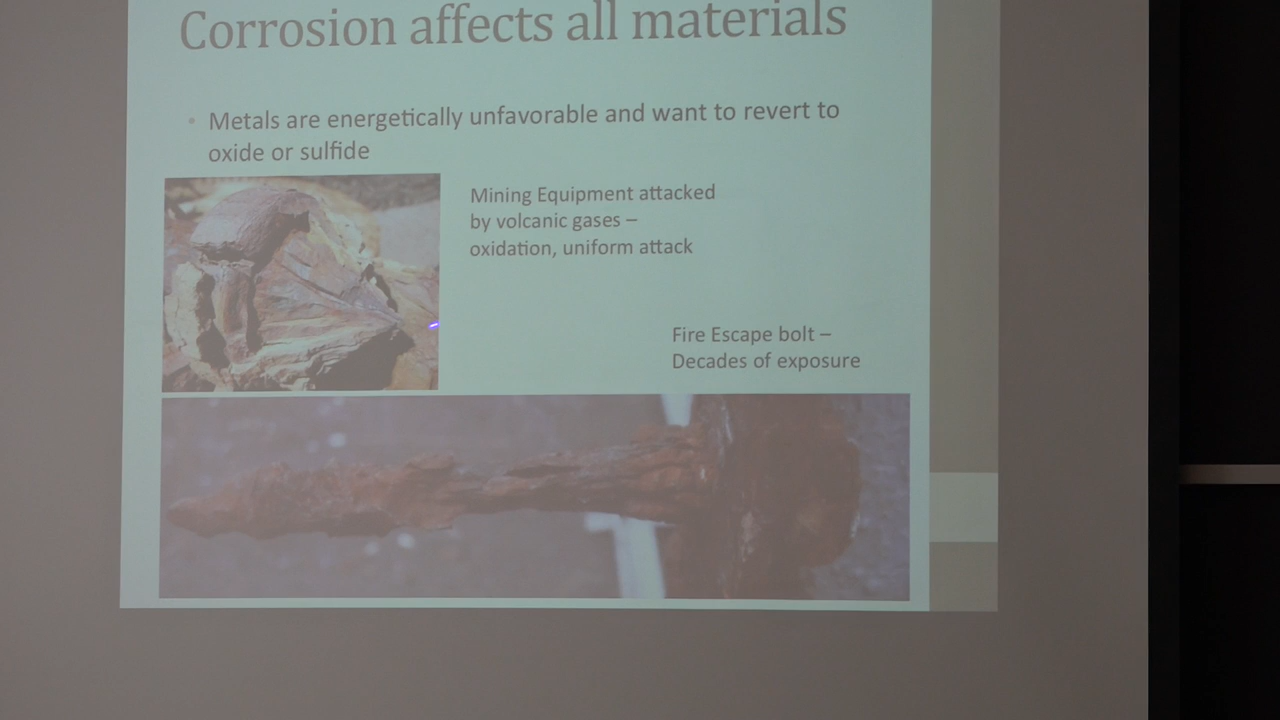 Corrosion affects all materials
• Metals are energetically unfavorable and want to revert to
oxide or sulfide
Mining Equipment attacked
by volcanic gases –
oxidation, uniform attack
Fire Escape bolt –
Decades of exposure